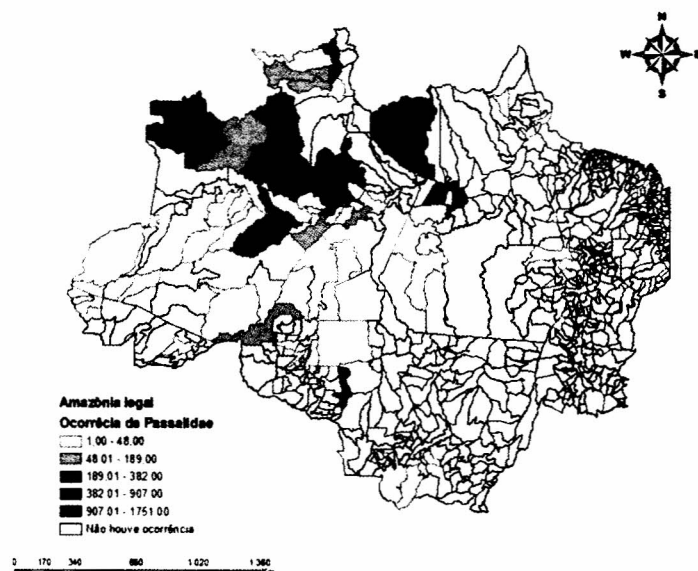 N
W E
S
Amazônia legal
Ocorrêcia de Passalidae
1.00 - 48.00
48.01 - 189.00
189.01 - 382.00
382.01 - 907.00
907.01 - 1751.00
Não houve ocorrência
0 170 340 680 1.020 1.360